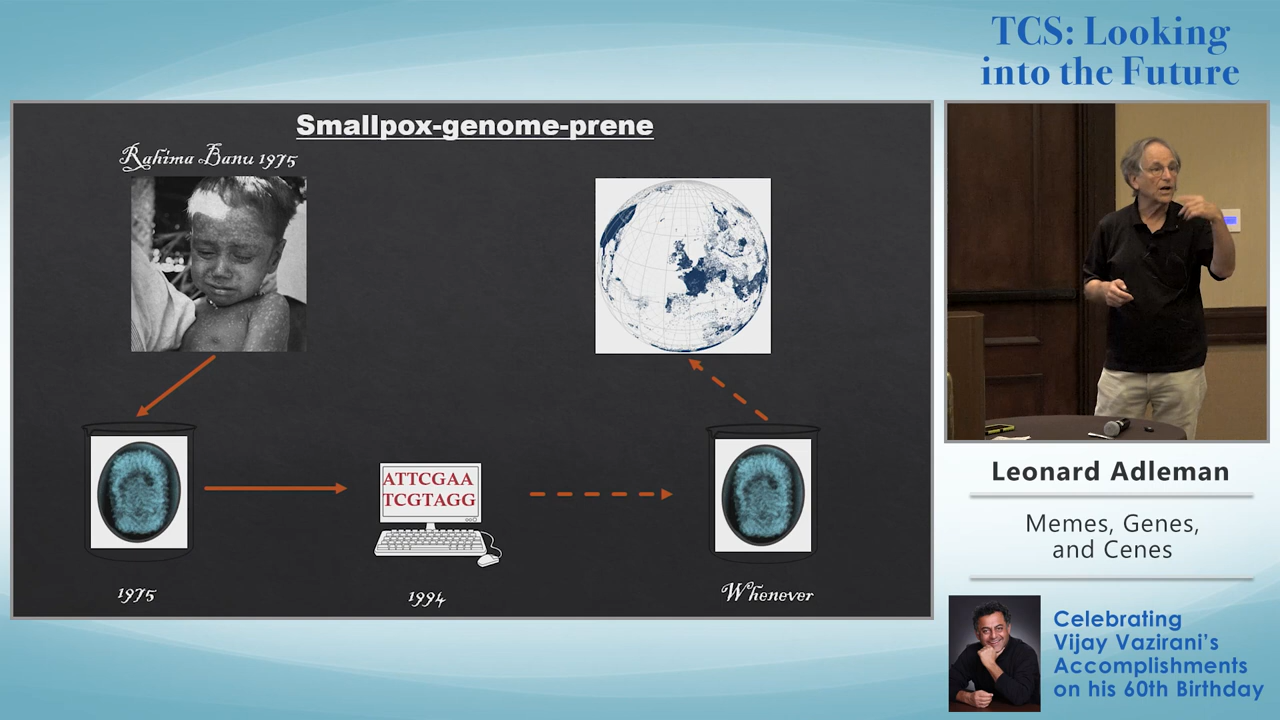 TCS: Looking
into the Future
Smallpox-genome-prene
Rahima Banu 1975
ATTCGAA
TCGTAGG
1975
1994
Whenever
Leonard Adleman
Memes, Genes,
and Cenes
Celebrating
Vijay Vazirani's
Accomplishments
on his 60th Birthday